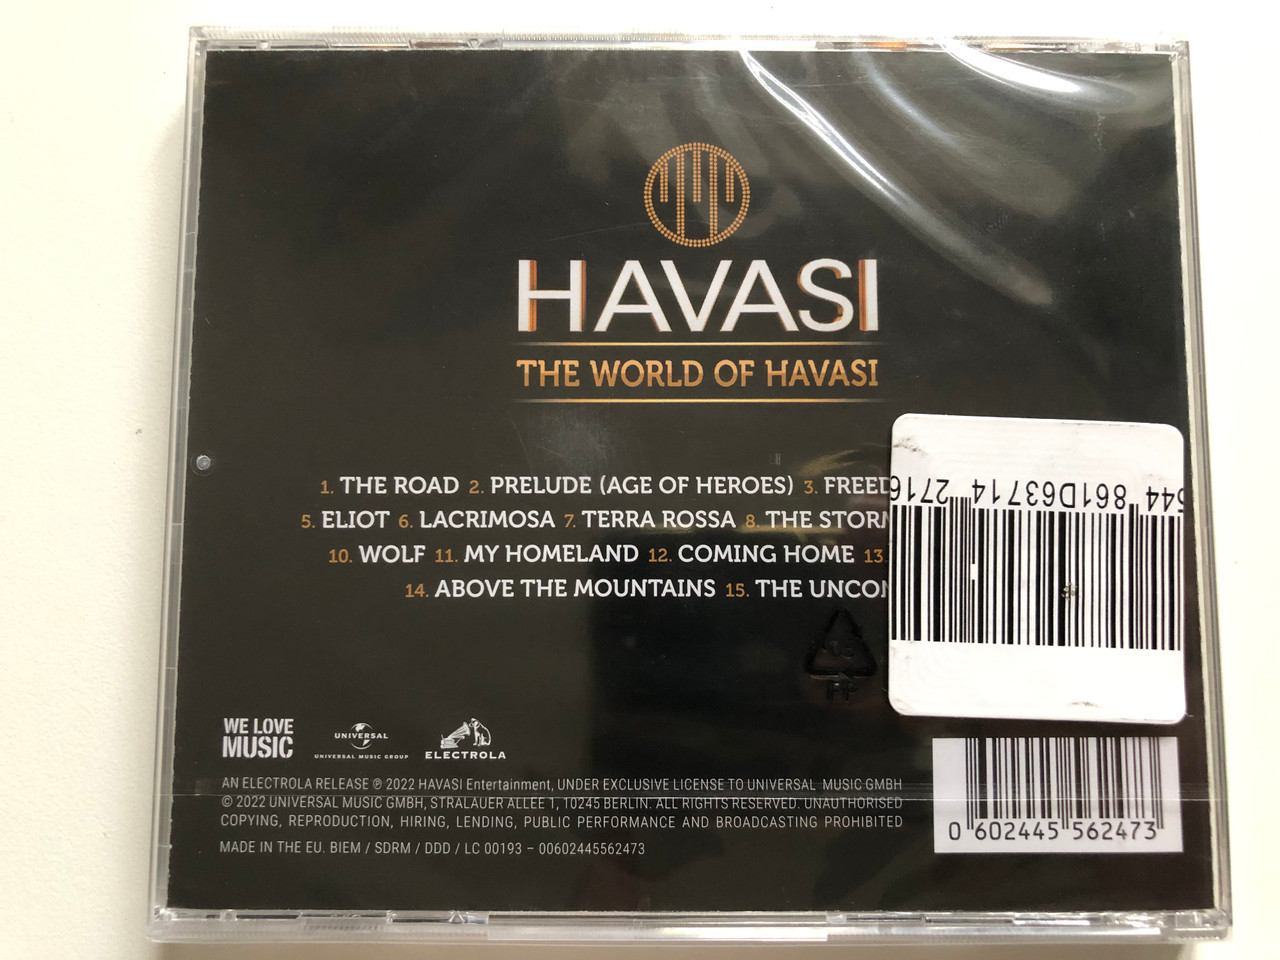 HAVASI
THE WORLD OF HAVASI
1. THE ROAD 2. PRELUDE (AGE OF HEROES) 3.
5. ELIOT 6. LACRIMOSA 7. TERRA ROSSA 8. THE
10. WOLF 11. MY HOMELAND 12. COMING HOME 13.
14. ABOVE THE MOUNTAINS 15. THE
861D63714 2716
WE LOVE
MUSIC
UNIVERSAL
UNIVERSAL MUSIC GROUP
ELECTROLA
AN ELECTROLA RELEASE ℗ 2022 HAVASI Entertainment, UNDER EXCLUSIVE LICENSE TO UNIVERSAL MUSIC GMBH
© 2022 UNIVERSAL MUSIC GMBH, STRALAUER ALLEE 1, 10245 BERLIN. ALL RIGHTS RESERVED. UNAUTHORISED
COPYING, REPRODUCTION, HIRING, LENDING, PUBLIC PERFORMANCE AND BROADCASTING PROHIBITED
MADE IN THE EU. BIEM / SDRM / DDD / LC 00193 – 00602445562473
0 602445 562473